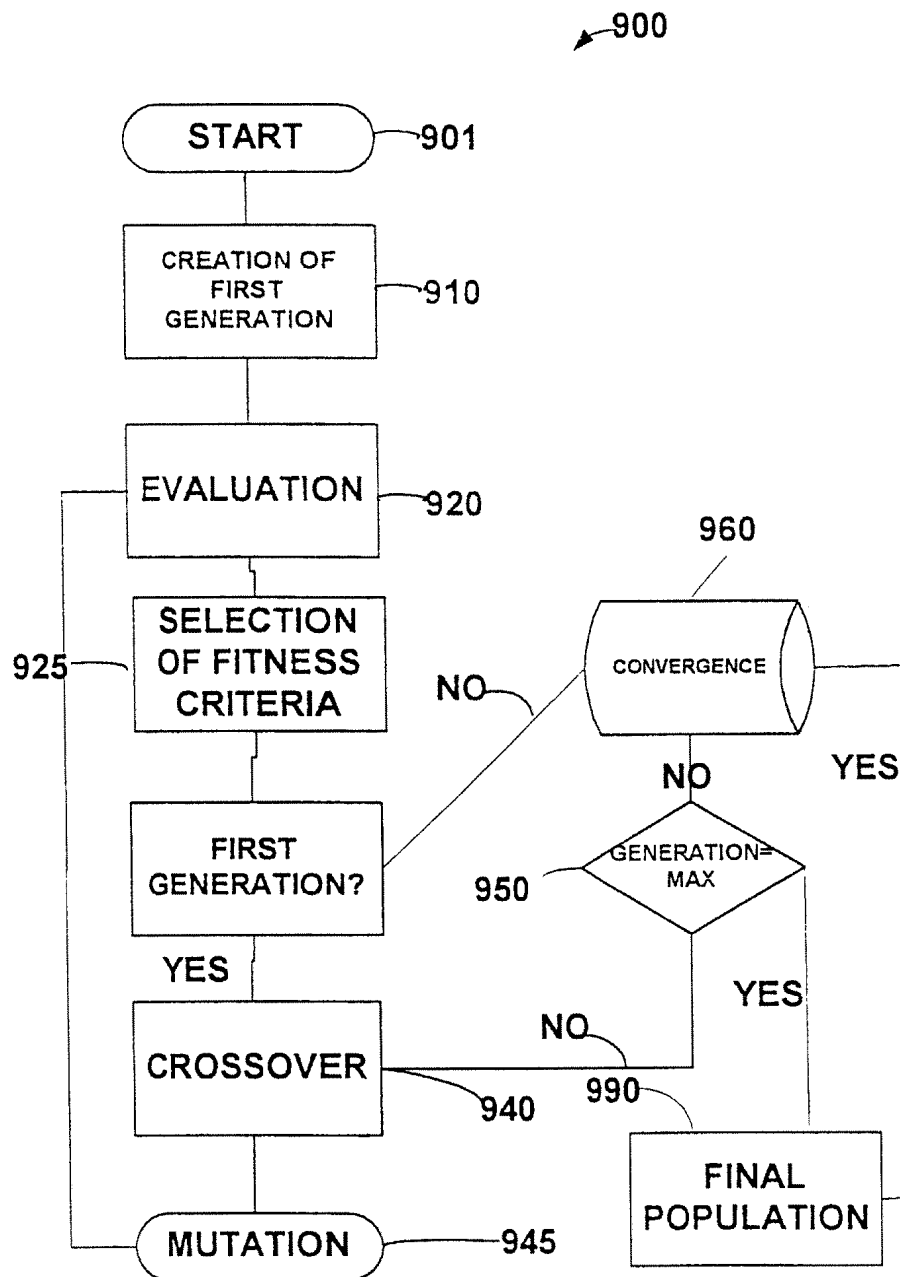 900
START
901
CREATION OF
FIRST
GENERATION
910
EVALUATION
920
960
SELECTION
OF FITNESS
CRITERIA
925
CONVERGENCE
NO
YES
NO
FIRST
GENERATION?
GENERATION=
MAX
950
YES
YES
CROSSOVER
940
NO
990
FINAL
POPULATION
MUTATION
945